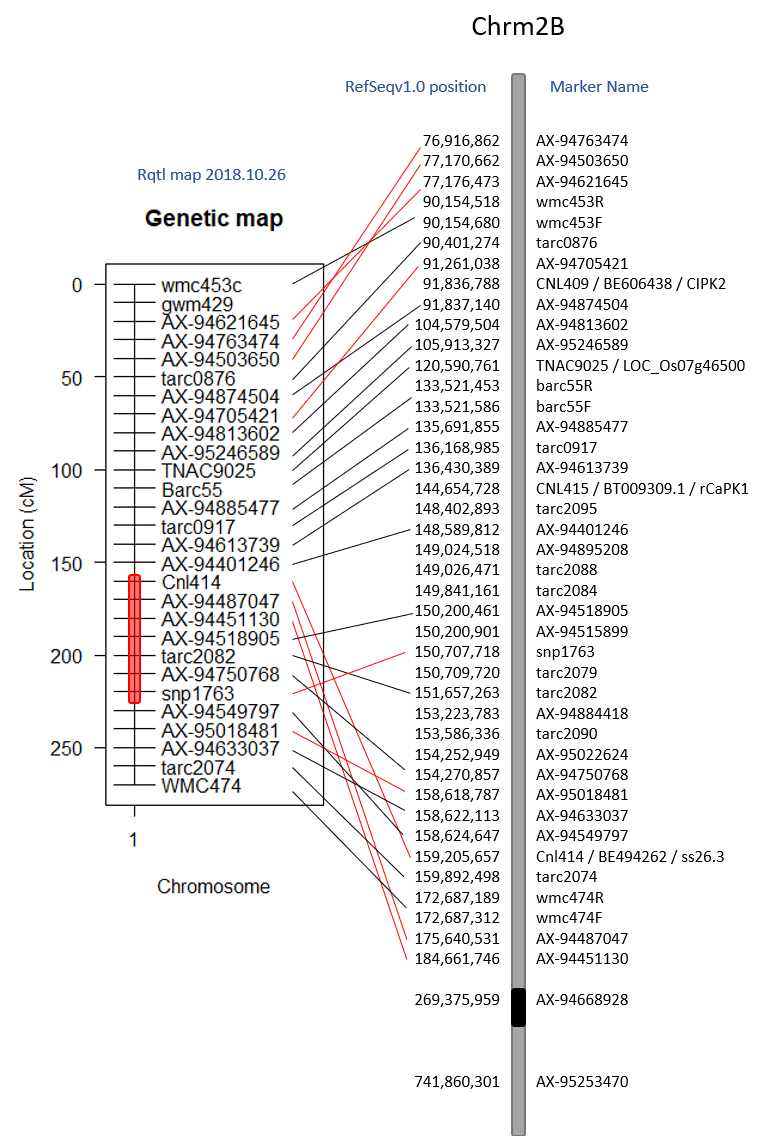 Chrm2B
RefSeqv1.0 position Marker Name
Rqtl map 2018.10.26
Genetic map
0
50
100
150
200
250
Location (cM)
wmc453c
gwm429
AX-94621645
AX-94763474
AX-94503650
tarc0876
AX-94874504
AX-94705421
AX-94813602
AX-95246589
TNAC9025
Barc55
AX-94885477
tarc0917
AX-94613739
AX-94401246
Cnl414
AX-94487047
AX-94451130
AX-94518905
tarc2082
AX-94750768
snp1763
AX-94549797
AX-95018481
AX-94633037
tarc2074
WMC474
1
Chromosome
76,916,862 AX-94763474
77,170,662 AX-94503650
77,176,473 AX-94621645
90,154,518 wmc453R
90,154,680 wmc453F
90,401,274 tarc0876
91,261,038 AX-94705421
91,836,788 CNL409 / BE606438 / CIPK2
91,837,140 AX-94874504
104,579,504 AX-94813602
105,913,327 AX-95246589
120,590,761 TNAC9025 / LOC_Os07g46500
133,521,453 barc55R
133,521,586 barc55F
135,691,855 AX-94885477
136,168,985 tarc0917
136,430,389 AX-94613739
144,654,728 CNL415 / BT009309.1 / rCaPK1
148,402,893 tarc2095
148,589,812 AX-94401246
149,024,518 AX-94895208
149,026,471 tarc2088
149,841,161 tarc2084
150,200,461 AX-94518905
150,200,901 AX-94515899
150,707,718 snp1763
150,709,720 tarc2079
151,657,263 tarc2082
153,223,783 AX-94884418
153,586,336 tarc2090
154,252,949 AX-95022624
154,270,857 AX-94750768
158,618,787 AX-95018481
158,622,113 AX-94633037
158,624,647 AX-94549797
159,205,657 Cnl414 / BE494262 / ss26.3
159,892,498 tarc2074
172,687,189 wmc474R
172,687,312 wmc474F
175,640,531 AX-94487047
184,661,746 AX-94451130
269,375,959 AX-94668928
741,860,301 AX-95253470